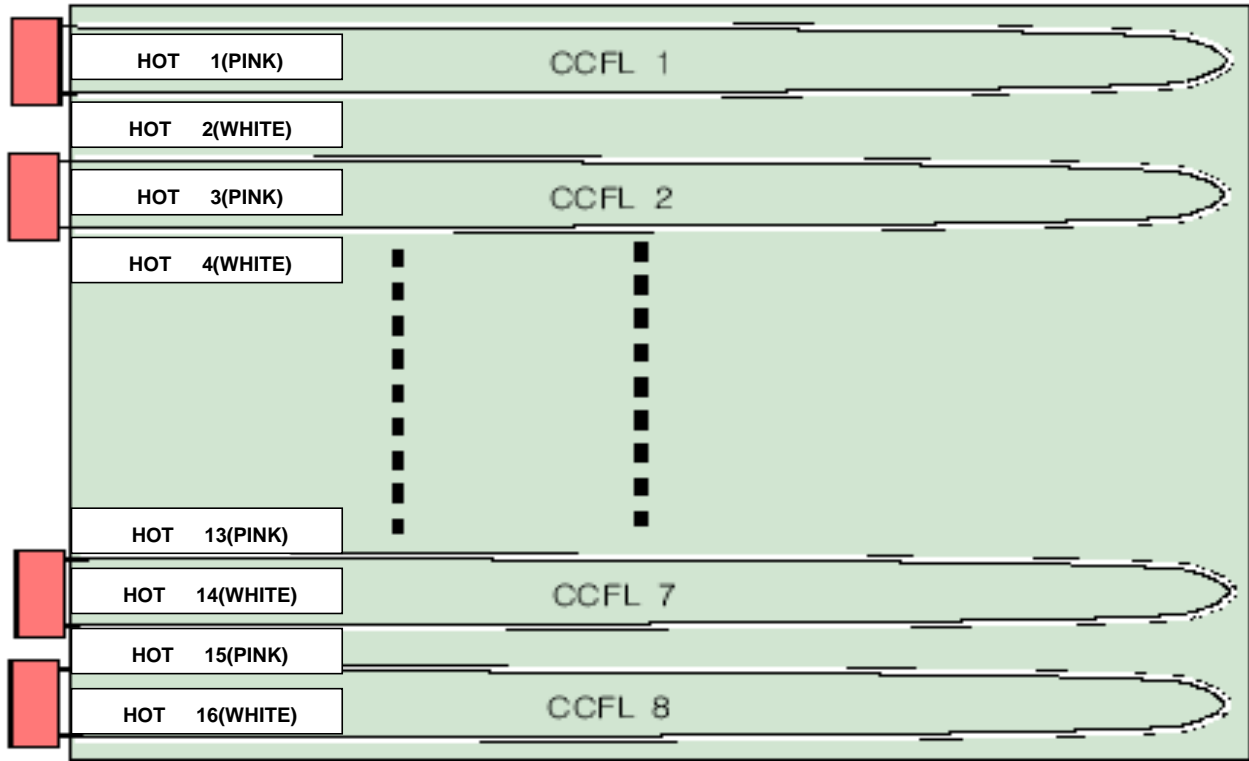 HOT 1(PINK)
CCFL 1
HOT 2(WHITE)
HOT 3(PINK)
CCFL 2
HOT 4(WHITE)
HOT 13(PINK)
HOT 14(WHITE)
CCFL 7
HOT 15(PINK)
HOT 16(WHITE)
CCFL 8